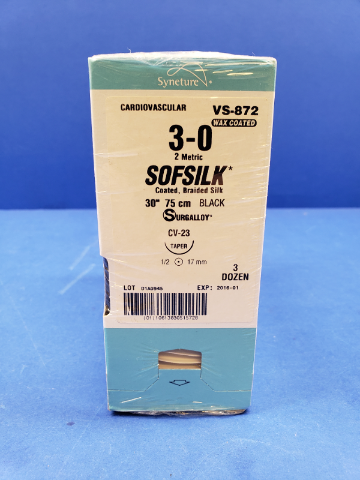 Syneture
CARDIOVASCULAR VS-872
WAX COATED
3-0
2 Metric
SOFSILK*
Coated, Braided Silk
30" 75 cm BLACK
SURGALLOY*
CV-23
TAPER
1/2 17 mm
3
DOZEN
LOT EXP: 2016-01